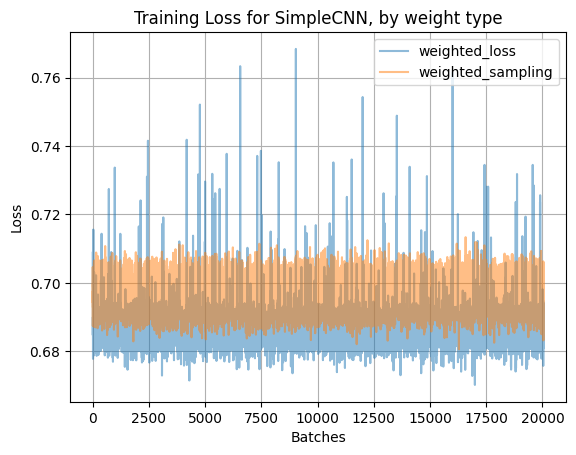 Training Loss for SimpleCNN, by weight type
weighted_loss
weighted_sampling
Loss
0.76
0.74
0.72
0.70
0.68
0 2500 5000 7500 10000 12500 15000 17500 20000
Batches